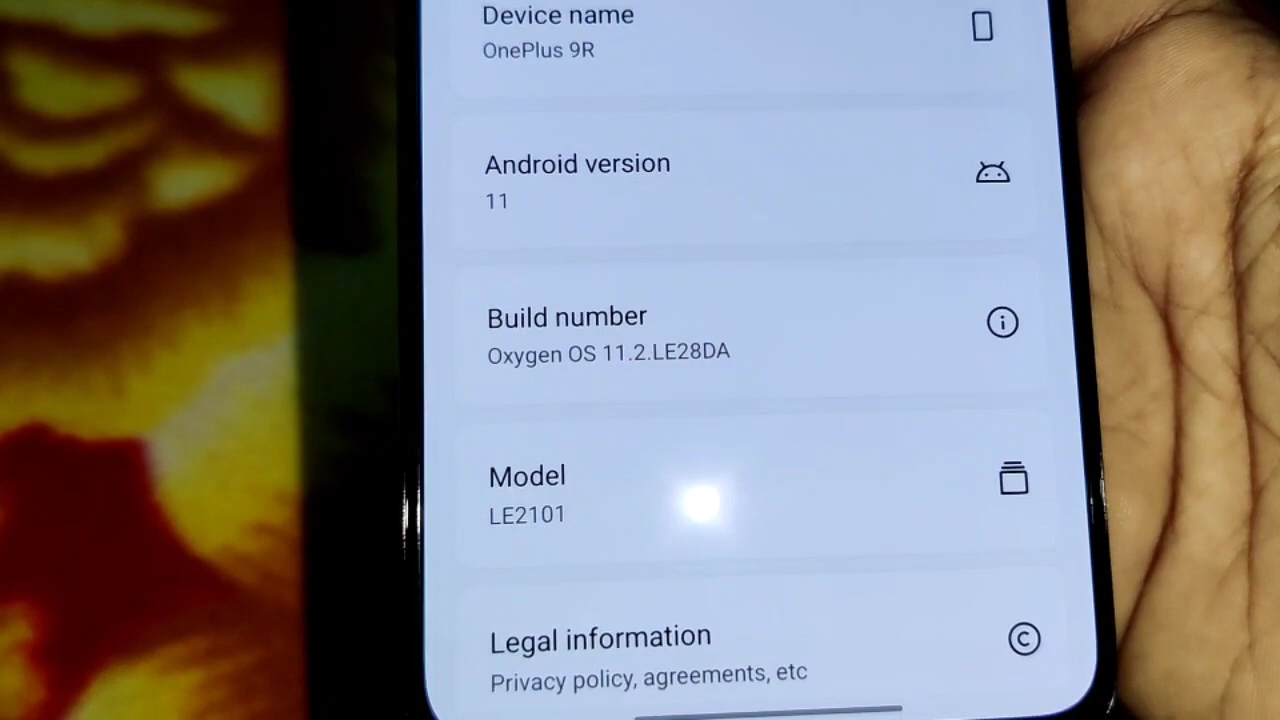 Device name
OnePlus 9R
Android version
11
Build number
Oxygen OS 11.2.LE28DA
Model
LE2101
Legal information
Privacy policy, agreements, etc